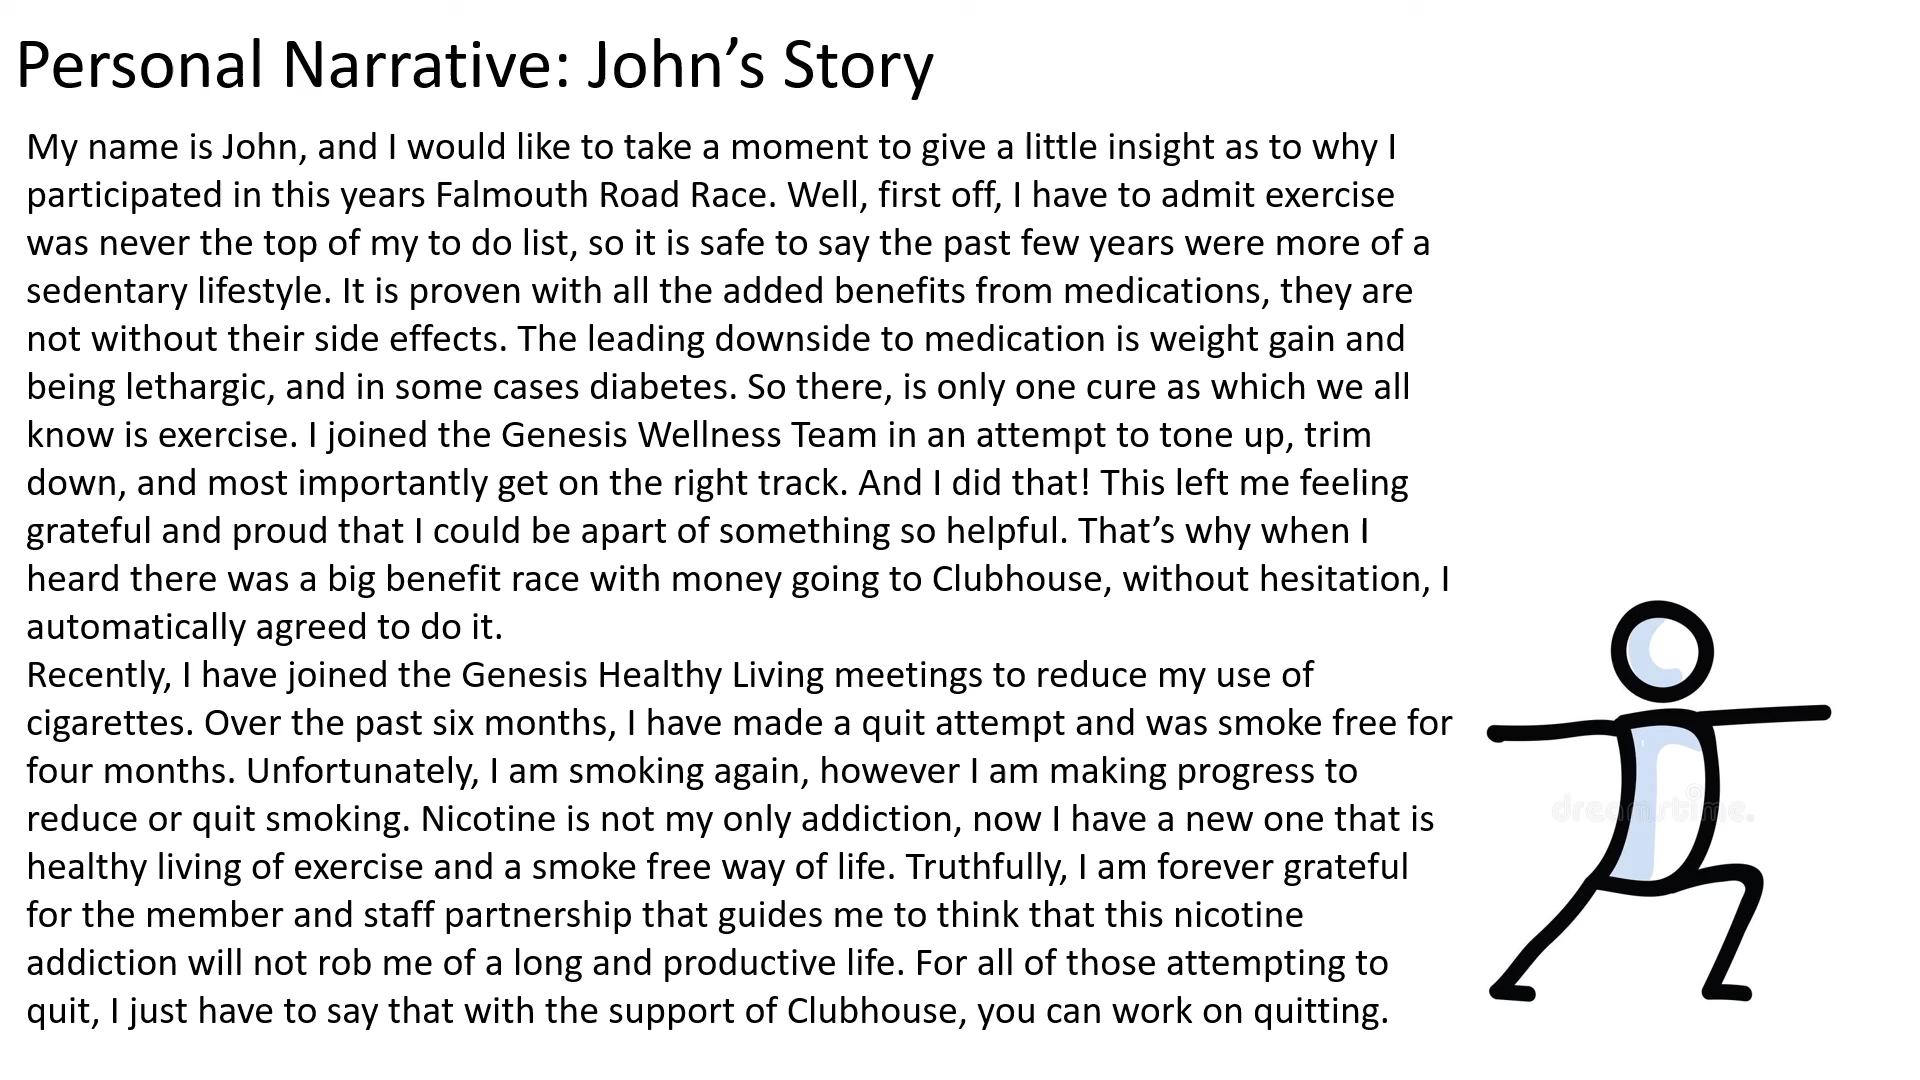 Personal Narrative: John’s Story
My name is John, and I would like to take a moment to give a little insight as to why I
participated in this years Falmouth Road Race. Well, first off, I have to admit exercise
was never the top of my to do list, so it is safe to say the past few years were more of a
sedentary lifestyle. It is proven with all the added benefits from medications, they are
not without their side effects. The leading downside to medication is weight gain and
being lethargic, and in some cases diabetes. So there, is only one cure as which we all
know is exercise. I joined the Genesis Wellness Team in an attempt to tone up, trim
down, and most importantly get on the right track. And I did that! This left me feeling
grateful and proud that I could be apart of something so helpful. That’s why when I
heard there was a big benefit race with money going to Clubhouse, without hesitation, I
automatically agreed to do it.
Recently, I have joined the Genesis Healthy Living meetings to reduce my use of
cigarettes. Over the past six months, I have made a quit attempt and was smoke free for
four months. Unfortunately, I am smoking again, however I am making progress to
reduce or quit smoking. Nicotine is not my only addiction, now I have a new one that is
healthy living of exercise and a smoke free way of life. Truthfully, I am forever grateful
for the member and staff partnership that guides me to think that this nicotine
addiction will not rob me of a long and productive life. For all of those attempting to
quit, I just have to say that with the support of Clubhouse, you can work on quitting.
dreamstime.